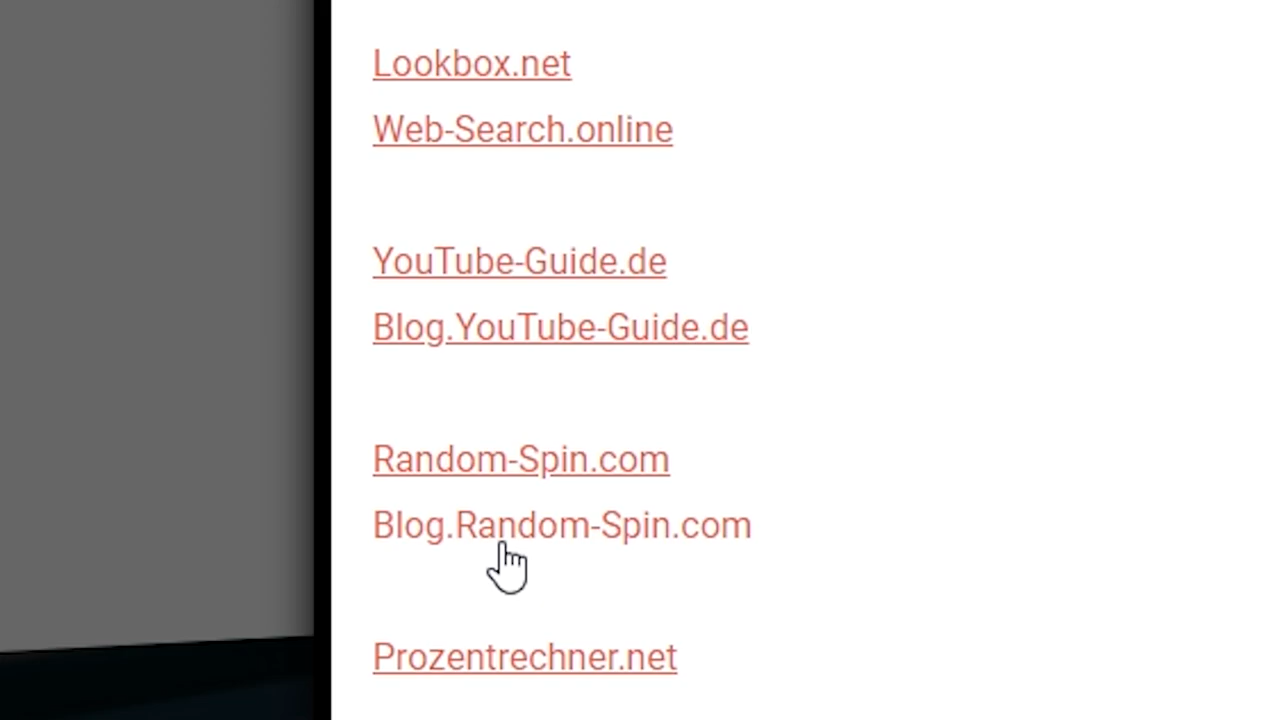 Lookbox.net
Web-Search.online
YouTube-Guide.de
Blog.YouTube-Guide.de
Random-Spin.com
Blog.Random-Spin.com
Prozentrechner.net